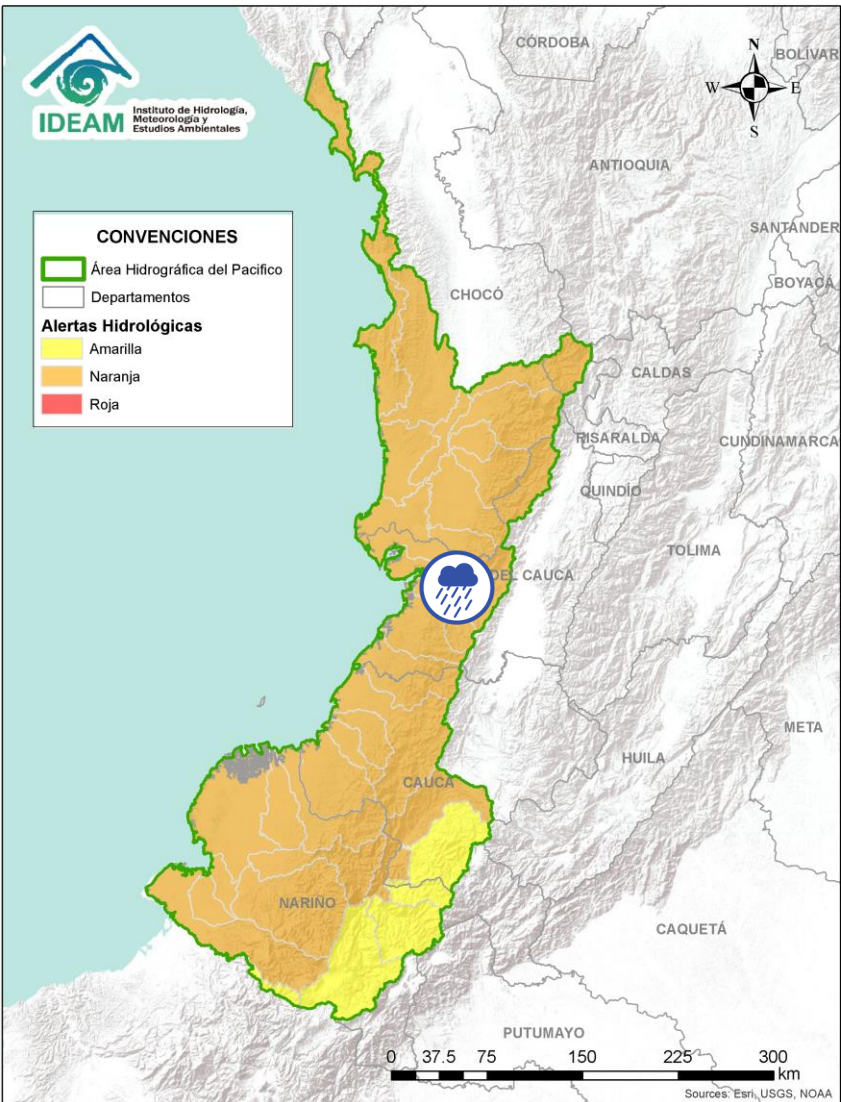 IDEAM
Instituto de Hidrología,
Meteorología y
Estudios Ambientales
N
W
E
S
CONVENCIONES
Área Hidrográfica del Pacifico
Departamentos
Alertas Hidrológicas
Amarilla
Naranja
Roja
CÓRDOBA
BOLIVAR
ANTIOQUIA
SANTANDER
BOYACÁ
CHOCÓ
CALDAS
RISARALDA
CUNDINAMARCA
QUINDÍO
TOLIMA
DEL CAUCA
META
HUILA
CAUCA
NARIÑO
CAQUETÁ
PUTUMAYO
0 37.5 75 150 225 300
km
Sources: Esri, USGS, NOAA